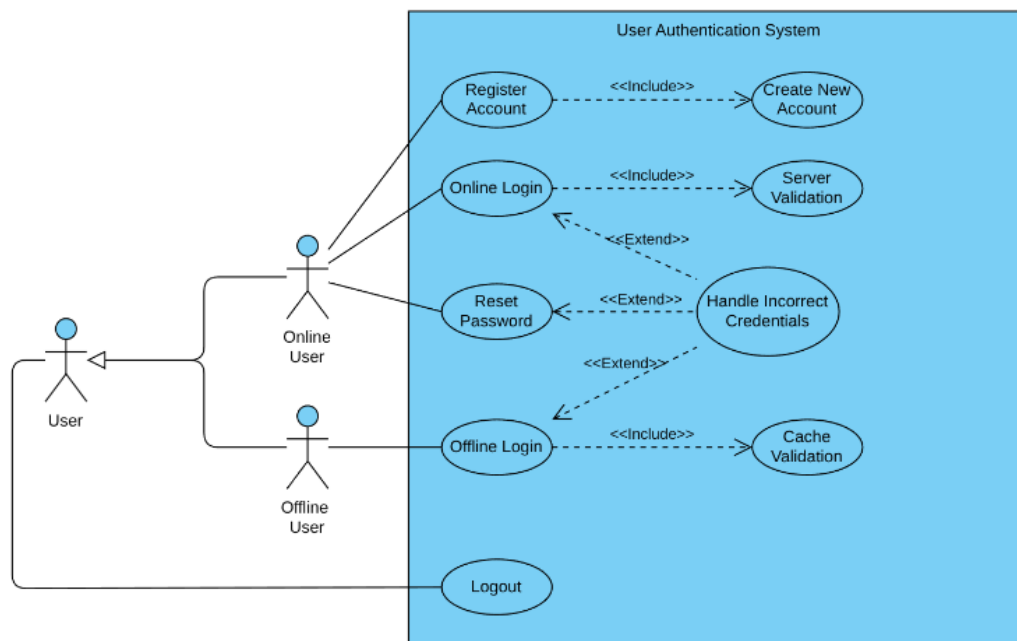 User Authentication System
Register
Account
<<Include>>
Create New
Account
Online Login
<<Include>>
Server
Validation
<<Extend>>
Online
User
Reset
Password
<<Extend>>
Handle Incorrect
Credentials
<<Extend>>
User
Offline
User
Offline Login
<<Include>>
Cache
Validation
Logout